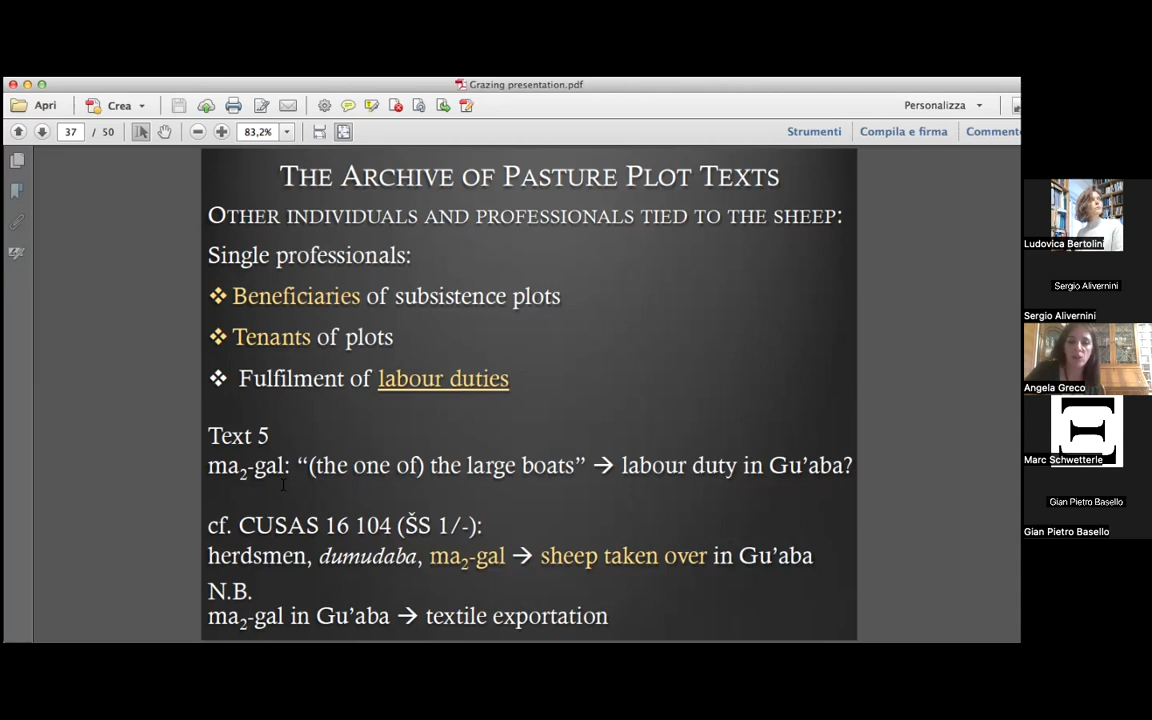 Grazing presentation.pdf
Apri
Crea
Personalizza
37 / 50
83,2%
Strumenti
Compila e firma
Comment
THE ARCHIVE OF PASTURE PLOT TEXTS
OTHER INDIVIDUALS AND PROFESSIONALS TIED TO THE SHEEP:
Single professionals:
❖ Beneficiaries of subsistence plots
❖ Tenants of plots
❖ Fulfilment of labour duties
Text 5
ma₂-gal: “(the one of) the large boats” → labour duty in Gu’aba?
cf. CUSAS 16 104 (ŠS 1/-):
herdsmen, dumudaba, ma₂-gal → sheep taken over in Gu’aba
N.B.
ma₂-gal in Gu’aba → textile exportation
Ludovica Bertolini
Sergio Alivernini
Sergio Alivernini
Angela Greco
Marc Schwetterle
Gian Pietro Basello
Gian Pietro Basello